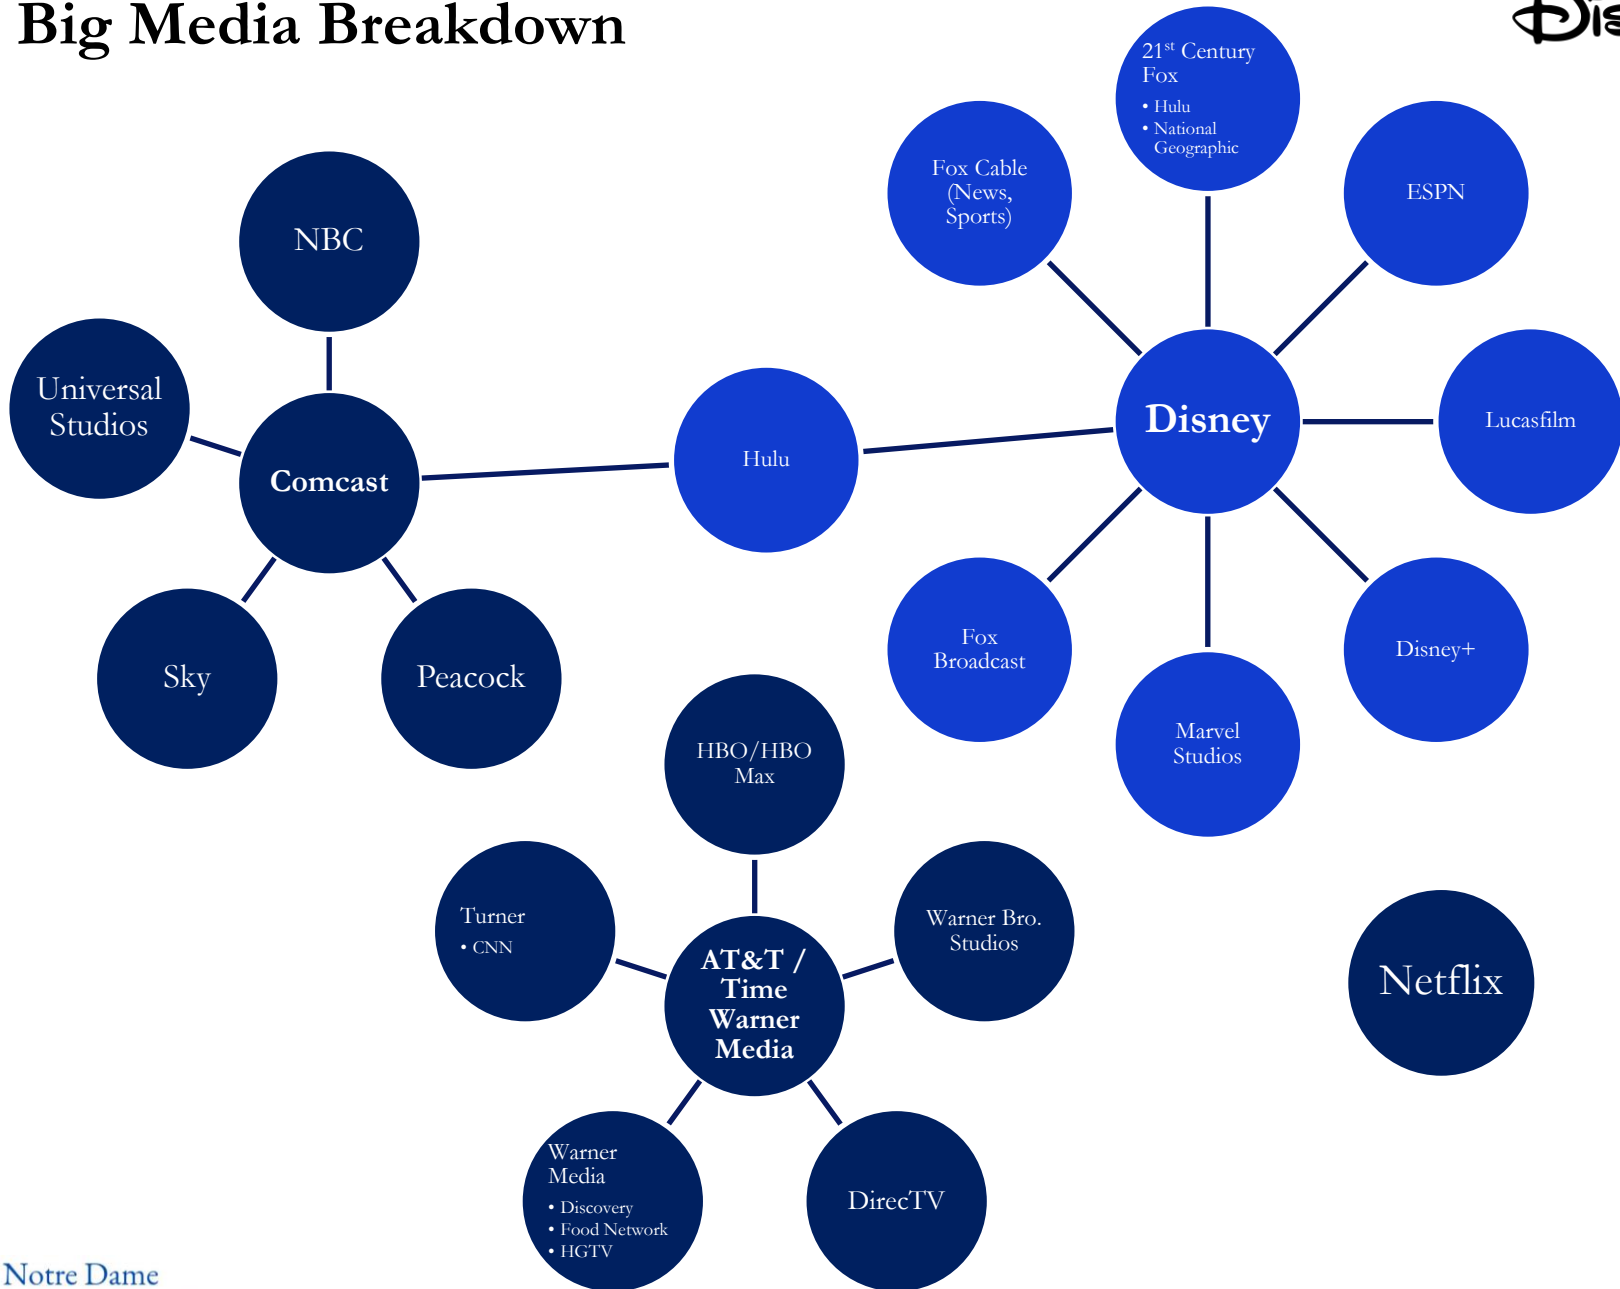 Big Media Breakdown
21st Century
Fox
• Hulu
• National
Geographic
Fox Cable
(News,
Sports)
ESPN
NBC
Universal
Studios
Comcast
Hulu
Disney
Lucasfilm
Sky
Peacock
Fox
Broadcast
Disney+
Marvel
Studios
HBO/HBO
Max
Turner
• CNN
AT&T /
Time
Warner
Media
Warner Bro.
Studios
Netflix
Warner
Media
• Discovery
• Food Network
• HGTV
DirecTV
Notre Dame